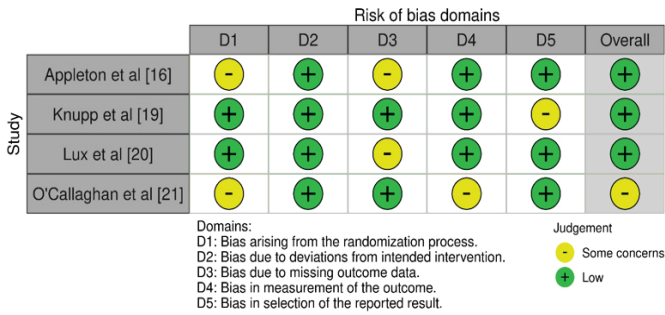 Risk of bias domains
D1 D2 D3 D4 D5 Overall
Study
Appleton et al [16] - + - + + +
Knupp et al [19] + + + + - +
Lux et al [20] + + - + + +
O'Callaghan et al [21] - + + - + -
Domains:
D1: Bias arising from the randomization process.
D2: Bias due to deviations from intended intervention.
D3: Bias due to missing outcome data.
D4: Bias in measurement of the outcome.
D5: Bias in selection of the reported result.
Judgement
- Some concerns
+ Low